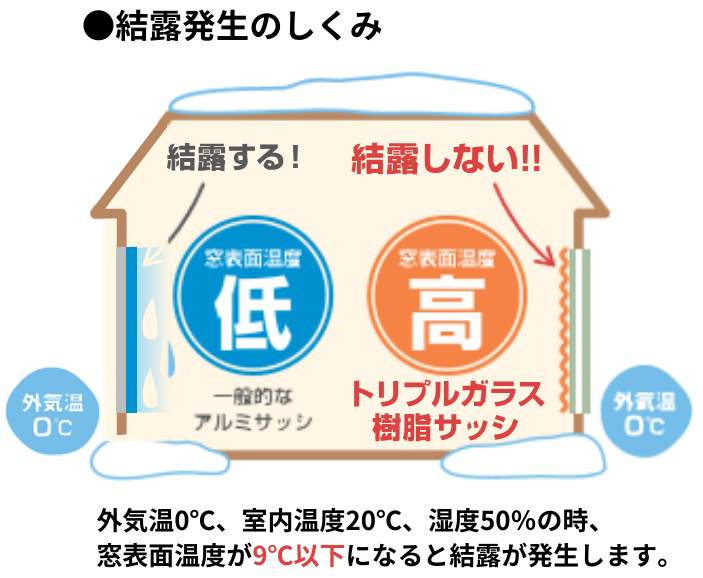 ●結露発生のしくみ
結露する!
結露しない!!
窓表面温度
低
窓表面温度
高
一般的な
アルミサッシ
トリプルガラス
樹脂サッシ
外気温
0℃
外気温
0℃
外気温0℃、室内温度20℃、湿度50%の時、
窓表面温度が9℃以下になると結露が発生します。